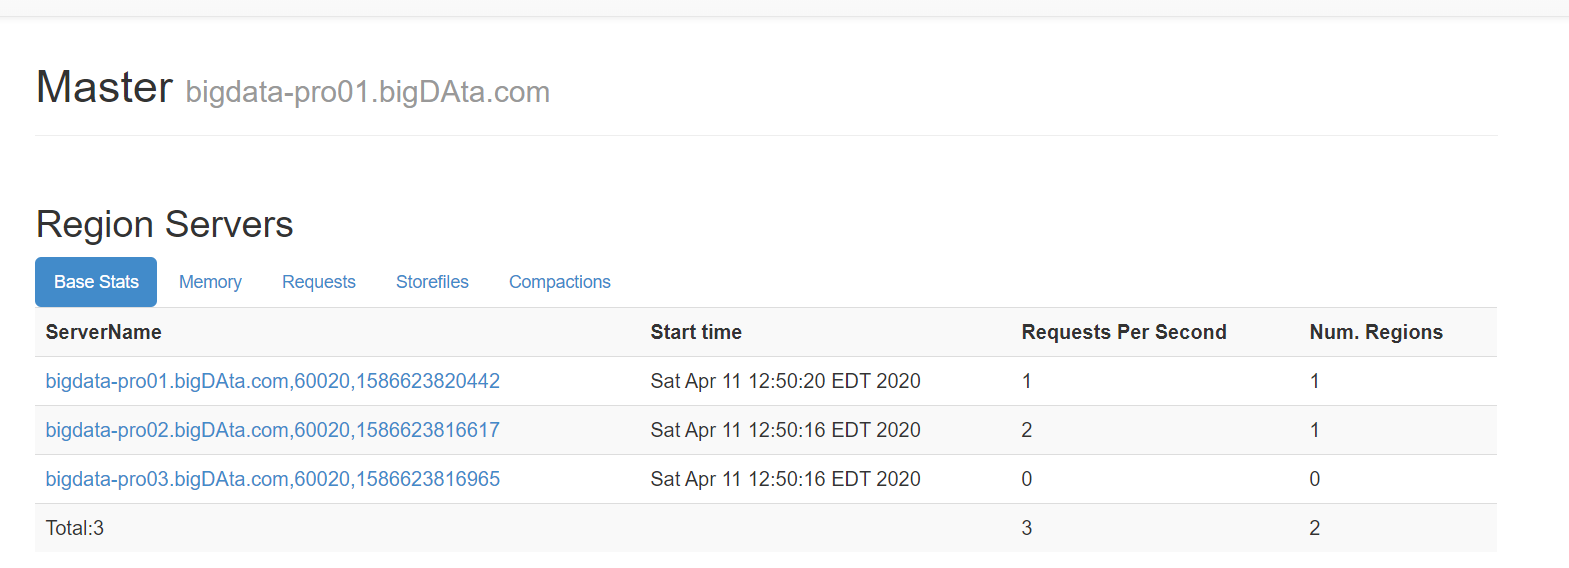 Master bigdata-pro01.bigDAta.com
Region Servers
Base Stats Memory Requests Storefiles Compactions
ServerName Start time Requests Per Second Num. Regions
bigdata-pro01.bigDAta.com,60020,1586623820442 Sat Apr 11 12:50:20 EDT 2020 1 1
bigdata-pro02.bigDAta.com,60020,1586623816617 Sat Apr 11 12:50:16 EDT 2020 2 1
bigdata-pro03.bigDAta.com,60020,1586623816965 Sat Apr 11 12:50:16 EDT 2020 0 0
Total:3 3 2